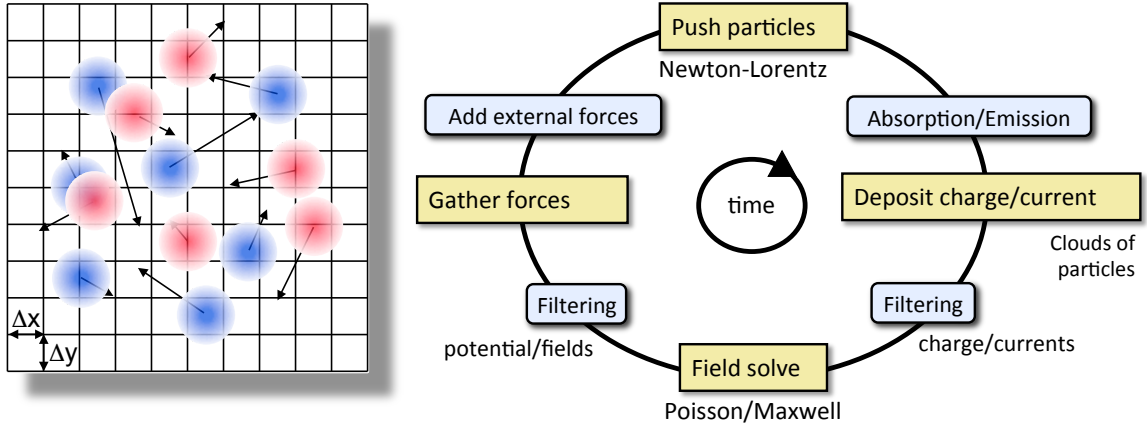 Δx
Δy
Push particles
Newton-Lorentz
Add external forces
Absorption/Emission
Gather forces
time
Deposit charge/current
Clouds of
particles
Filtering
potential/fields
Filtering
charge/currents
Field solve
Poisson/Maxwell